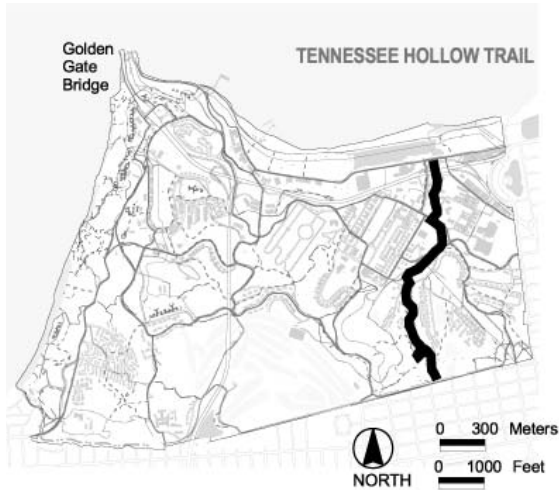 Golden
Gate
Bridge
TENNESSEE HOLLOW TRAIL
0 300 Meters
0 1000 Feet
NORTH